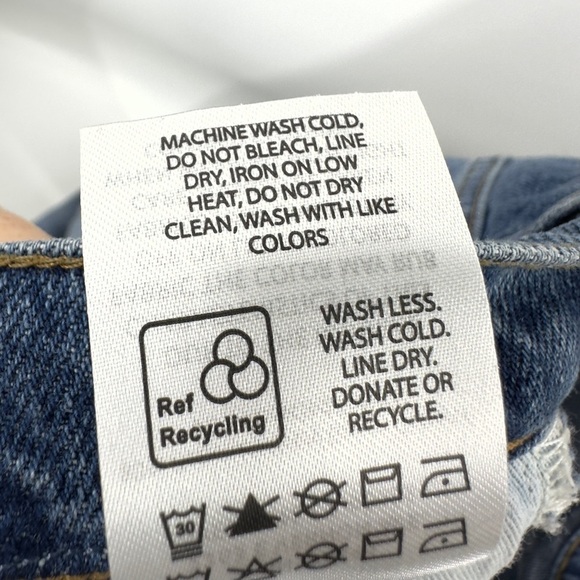 MACHINE WASH COLD,
DO NOT BLEACH, LINE
DRY, IRON ON LOW
HEAT, DO NOT DRY
CLEAN, WASH WITH LIKE
COLORS
Ref
Recycling
WASH LESS.
WASH COLD.
LINE DRY.
DONATE OR
RECYCLE.
30